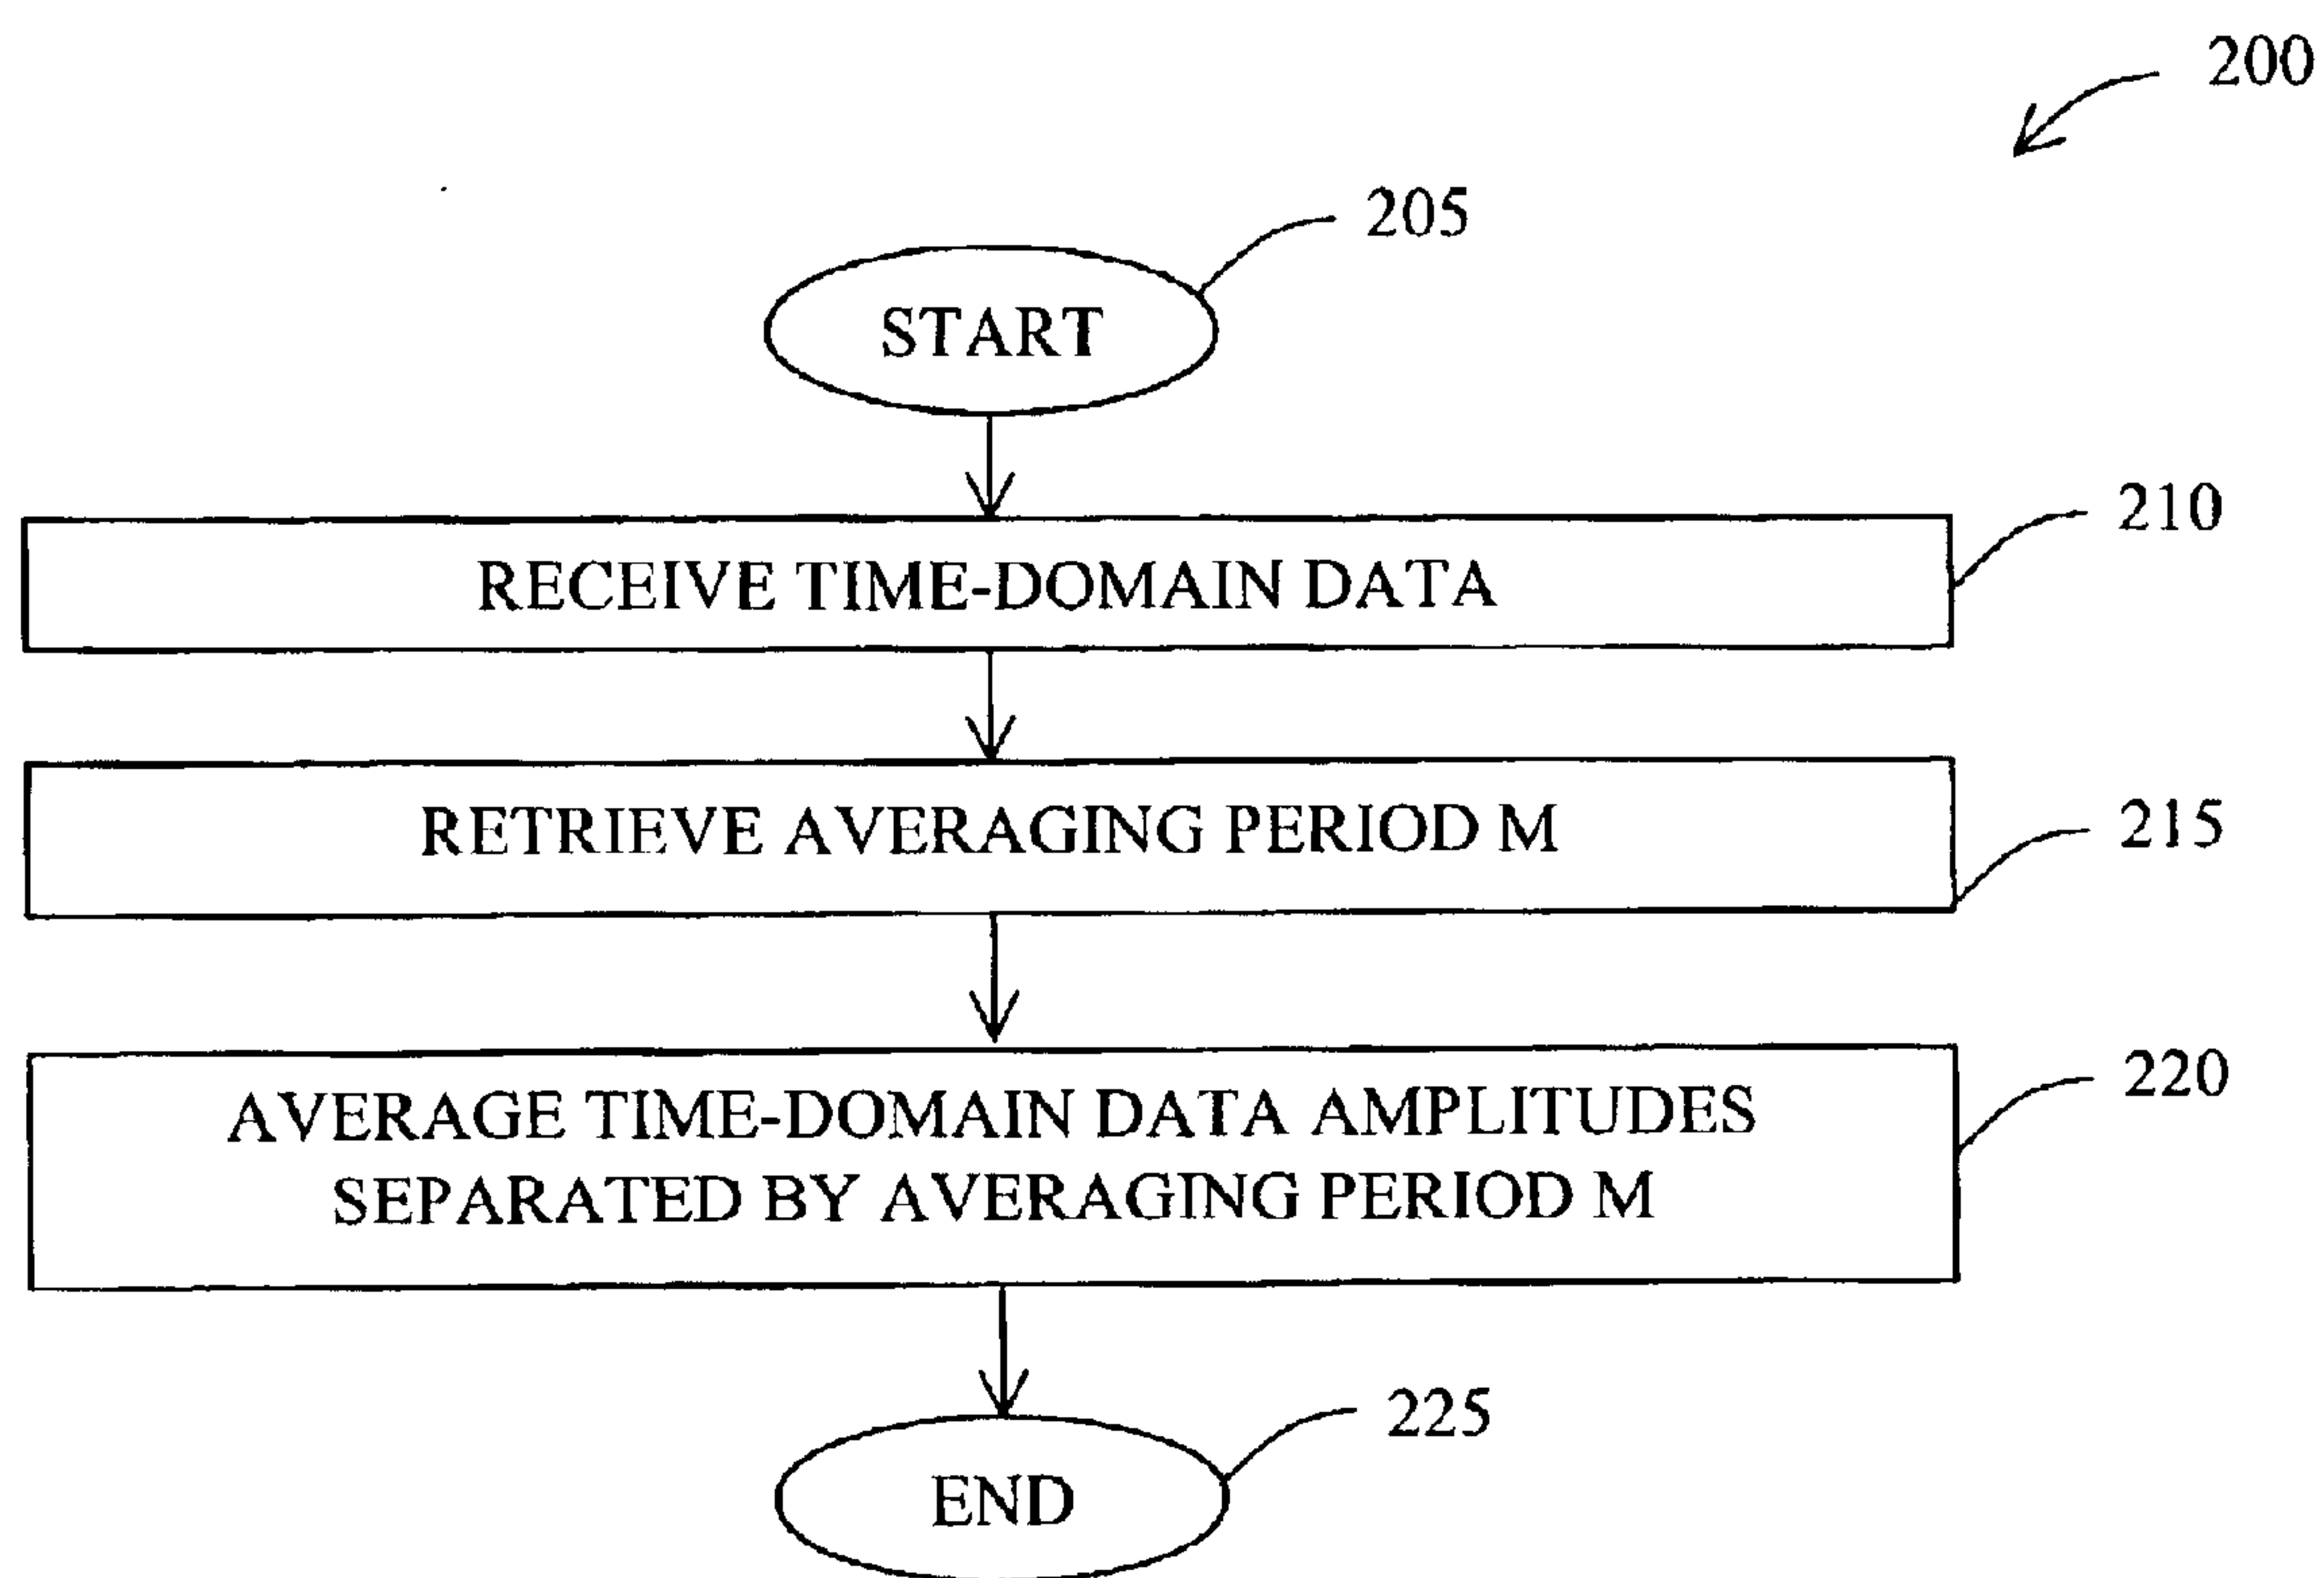 200
205
START
210
RECEIVE TIME-DOMAIN DATA
RETRIEVE AVERAGING PERIOD M
215
220
AVERAGE TIME-DOMAIN DATA AMPLITUDES
SEPARATED BY AVERAGING PERIOD M
225
END